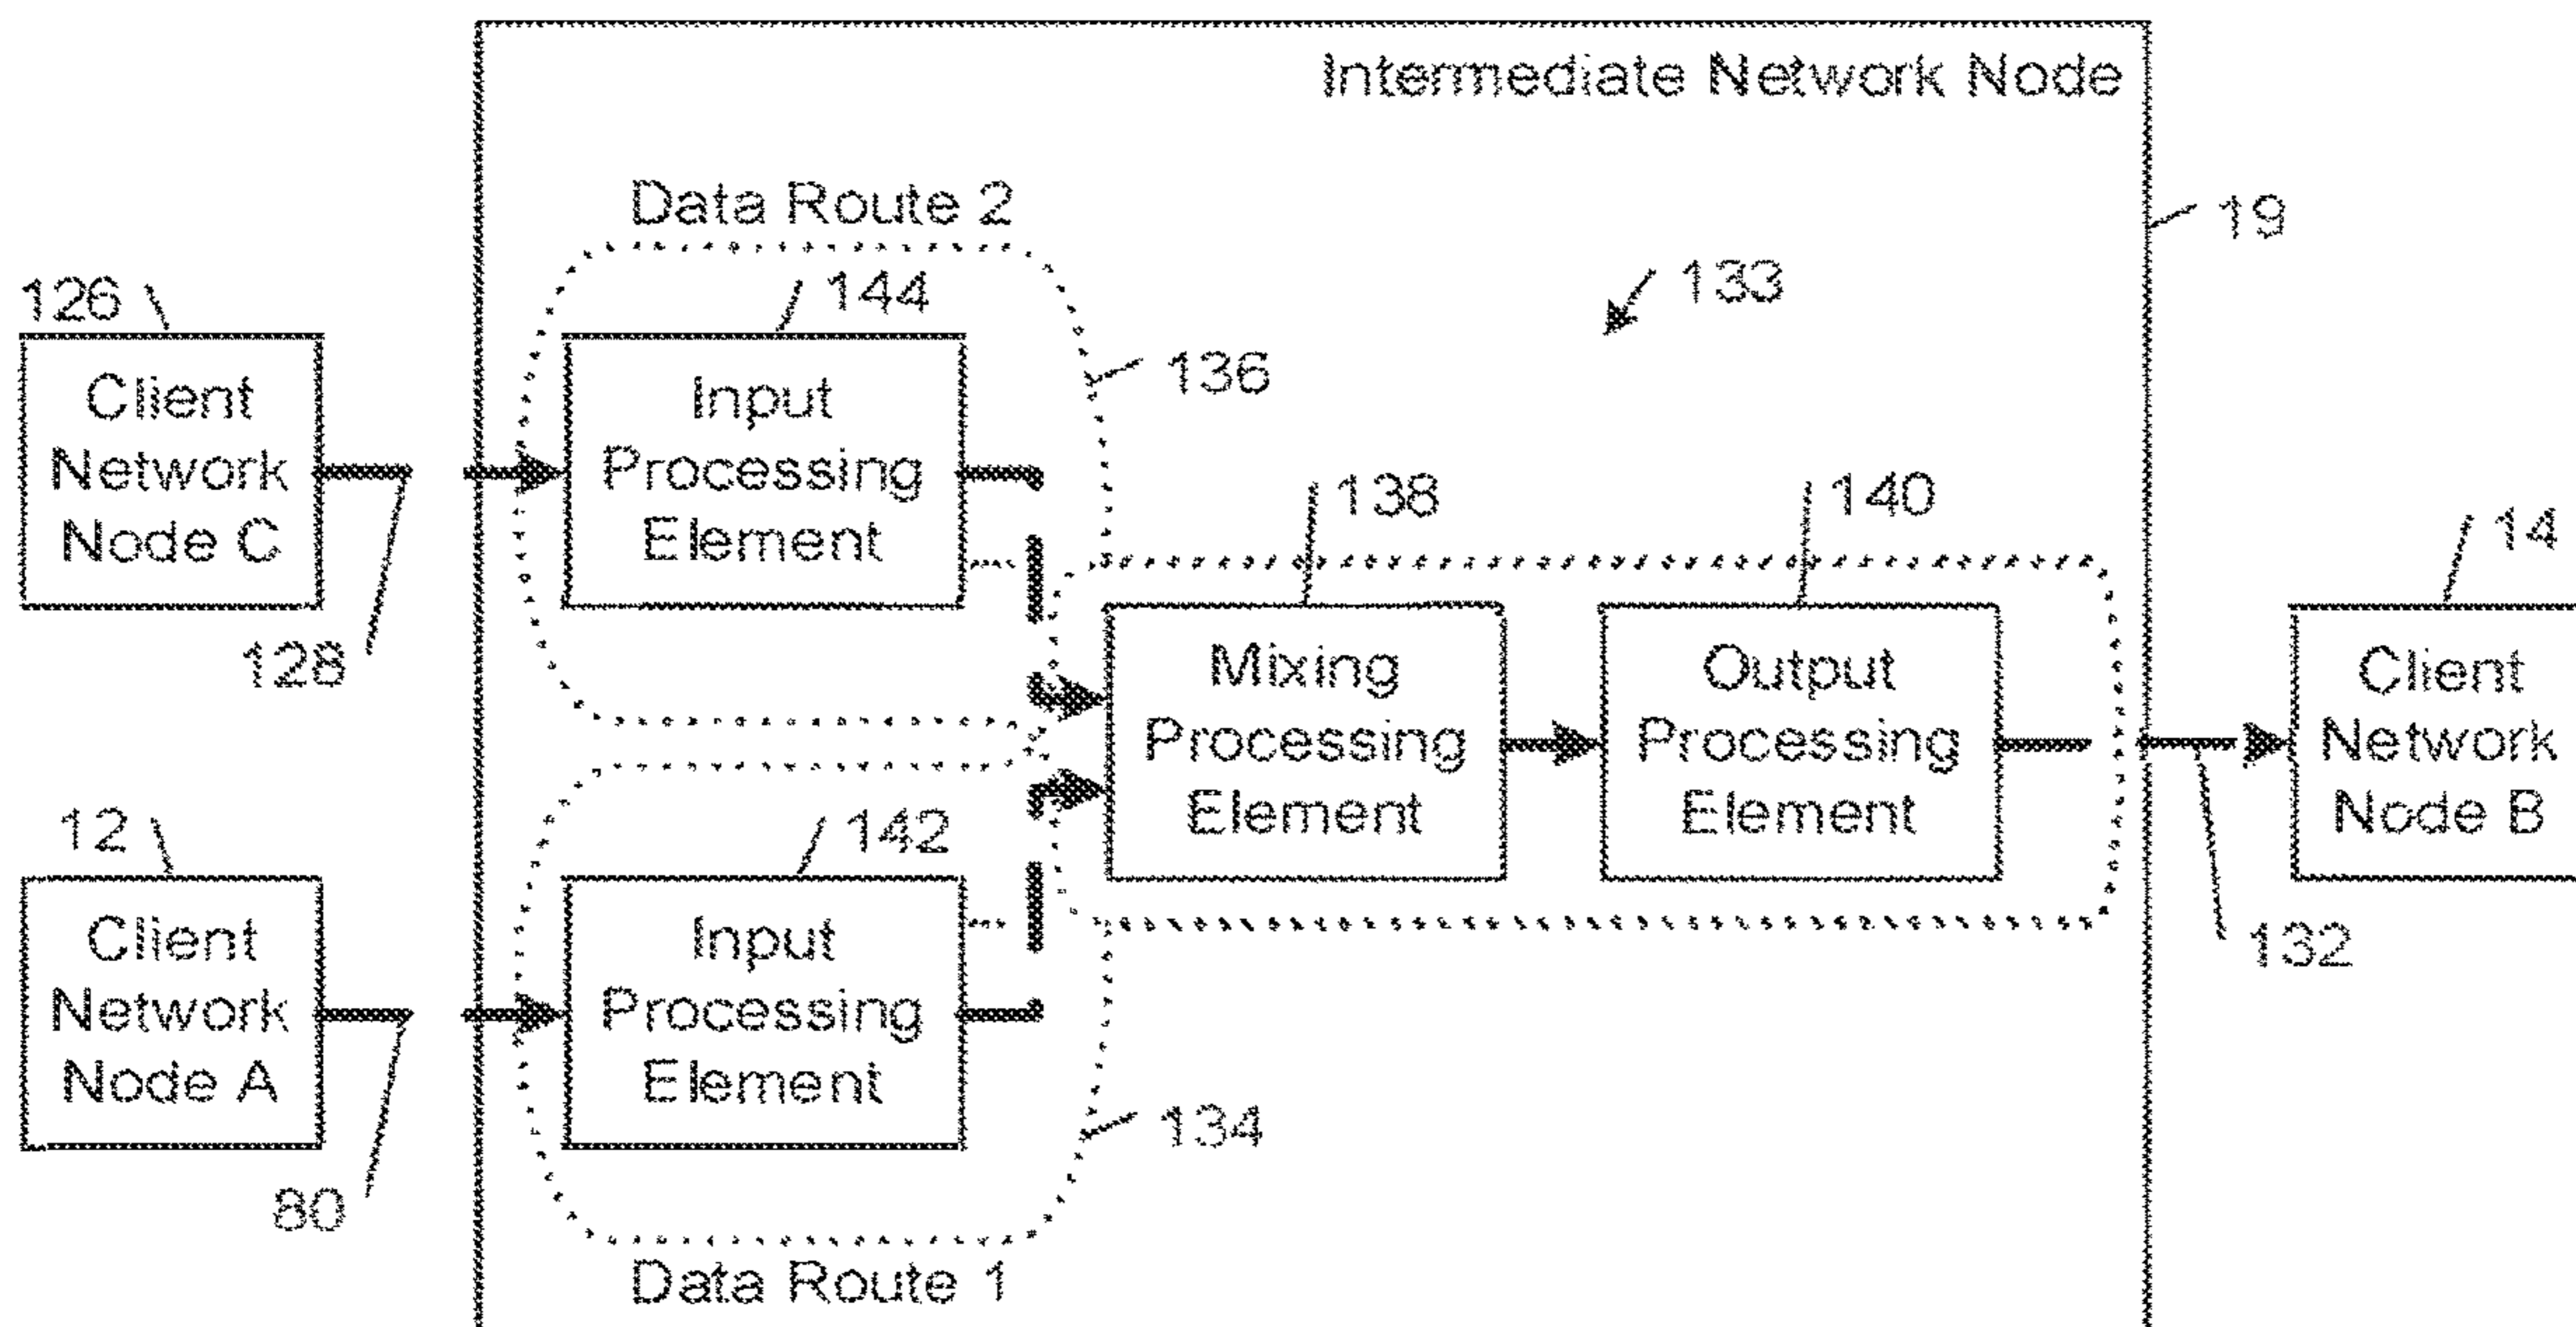 Intermediate Network Node
Data Route 2
19
126
144
133
136
Client
Network
Node C
Input
Processing
Element
128
138
140
14
Mixing
Processing
Element
Output
Processing
Element
Client
Network
Node B
132
12
142
Client
Network
Node A
Input
Processing
Element
80
134
Data Route 1